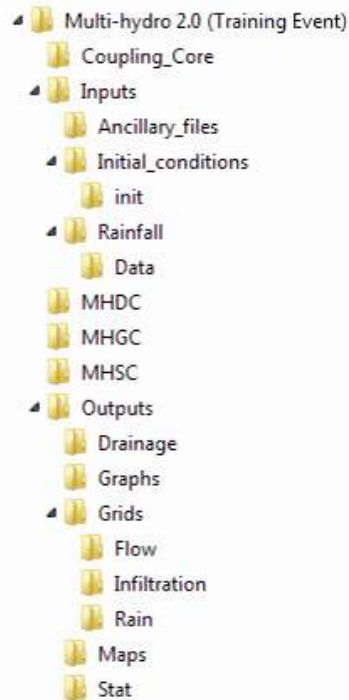 Multi-hydro 2.0 (Training Event)
Coupling_Core
Inputs
Ancillary_files
Initial_conditions
init
Rainfall
Data
MHDC
MHGC
MHSC
Outputs
Drainage
Graphs
Grids
Flow
Infiltration
Rain
Maps
Stat